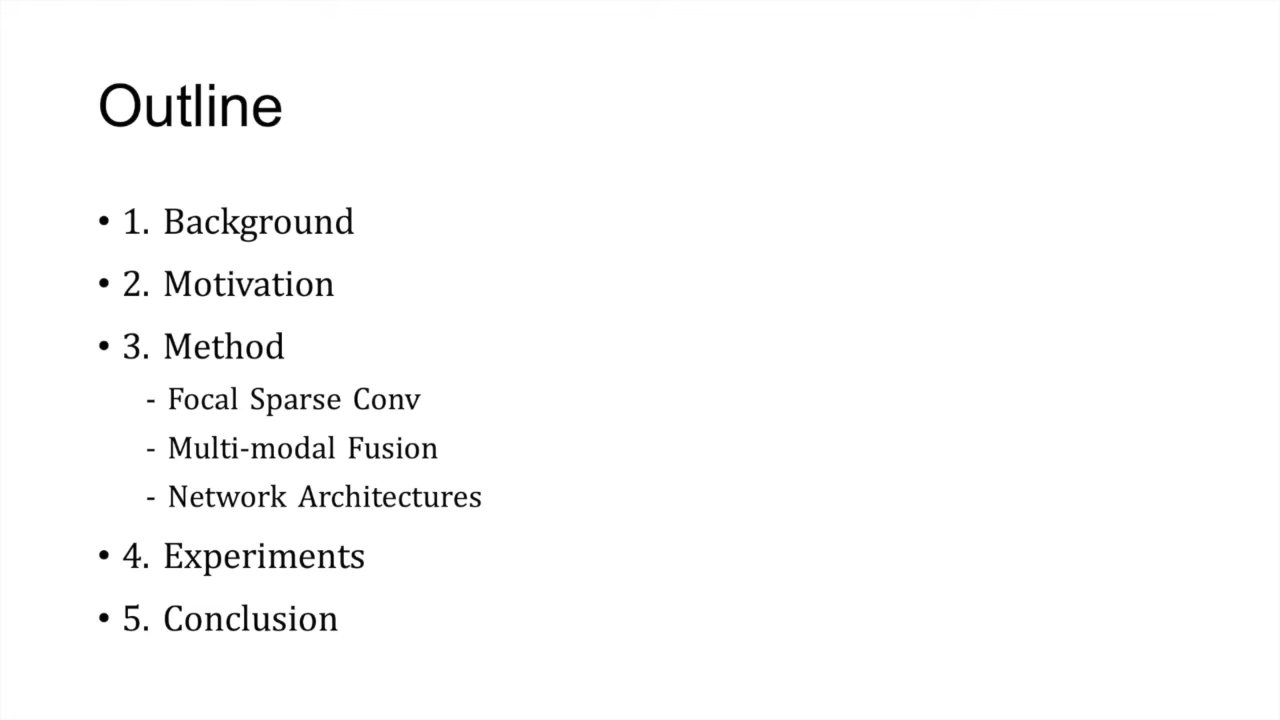 Outline
• 1. Background
• 2. Motivation
• 3. Method
- Focal Sparse Conv
- Multi-modal Fusion
- Network Architectures
• 4. Experiments
• 5. Conclusion